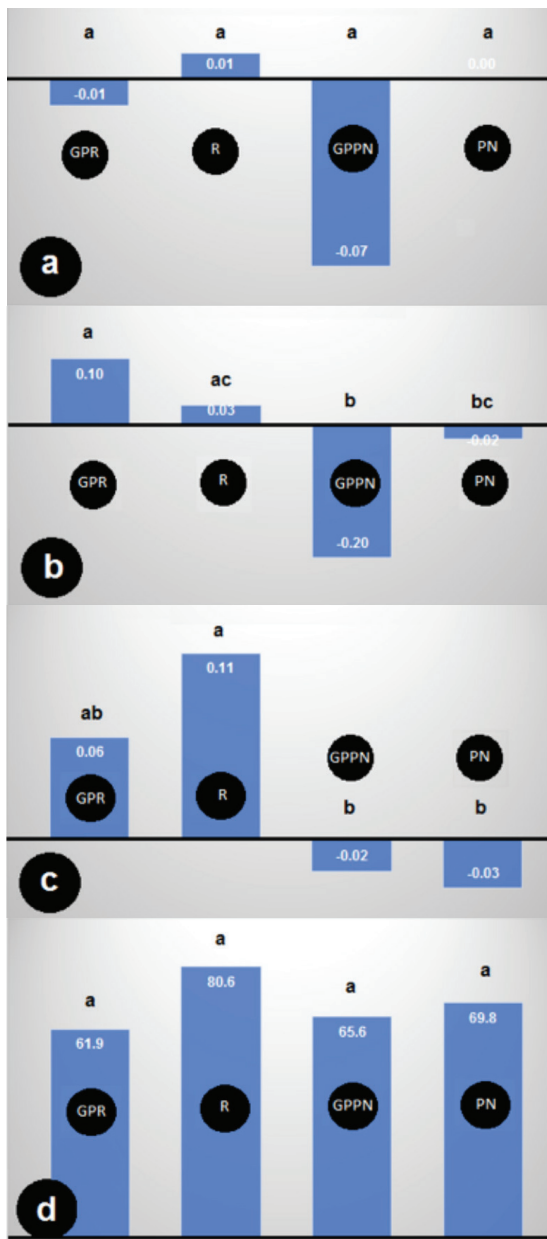 a a a a
0.01 0.00
-0.01
GPR R GPPN PN
-0.07
a
a
0.10
ac
0.03
b bc
-0.02
GPR R GPPN PN
-0.20
b
a
0.11
ab
0.06
GPPN PN
GPR R
b b
-0.02 -0.03
c
a
80.6
a
69.8
a
65.6
a
61.9
GPR R GPPN PN
d